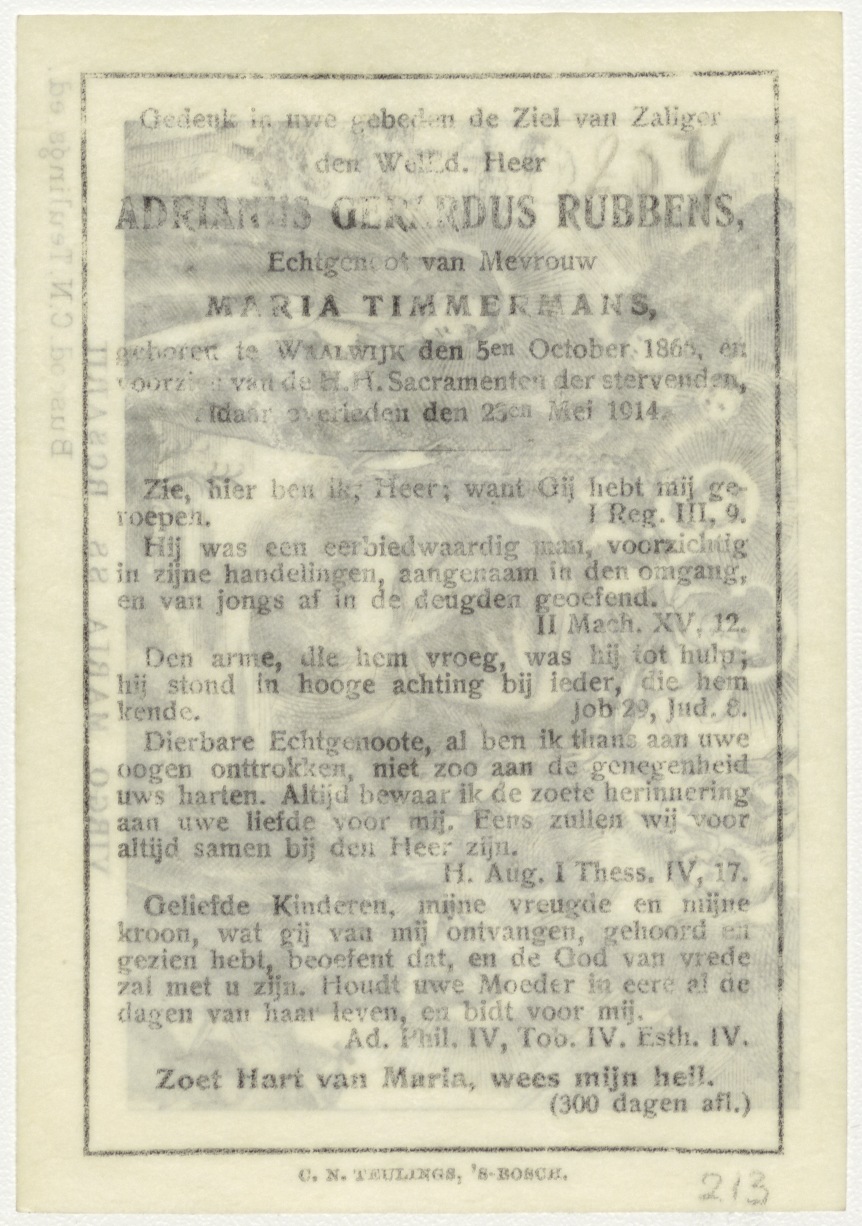 Gedenk in uwe gebeden de Ziel van Zaliger
den WelEd. Heer
ADRIANUS GERARDUS RUBBENS,
Echtgenoot van Mevrouw
MARIA TIMMERMANS,
geboren te WAALWIJK den 5en October 1865, en
voorzien van de H.H. Sacramenten der stervenden,
aldaar overleden den 25en Mei 1914.
Zie, hier ben ik, Heer; want Gij hebt mij ge-
roepen. I Reg. III, 9.
Hij was een eerbiedwaardig man, voorzichtig
in zijne handelingen, aangenaam in den omgang,
en van jongs af in de deugden geoefend.
II Mach. XV. 12.
Den arme, die hem vroeg, was hij tot hulp;
hij stond in hooge achting bij ieder, die hem
kende. Job 29, Jud. 8.
Dierbare Echtgenoote, al ben ik thans aan uwe
oogen onttrokken, niet zoo aan de genegenheid
uws harten. Altijd bewaar ik de zoete herinnering
aan uwe liefde voor mij. Eens zullen wij voor
altijd samen bij den Heer zijn.
H. Aug. I Thess. IV, 17.
Geliefde Kinderen, mijne vreugde en mijne
kroon, wat gij van mij ontvangen, gehoord en
gezien hebt, beoefent dat, en de God van vrede
zal met u zijn. Houdt uwe Moeder in eere al de
dagen van haar leven, en bidt voor mij.
Ad. Phil. IV, Tob. IV. Esth. IV.
Zoet Hart van Maria, wees mijn heil.
(300 dagen afl.)
C. N. TEULINGS, 'S-BOSCH.
213
VIRGO MARIA SS ROSARII
Bus ed. C.N Teulings ed.